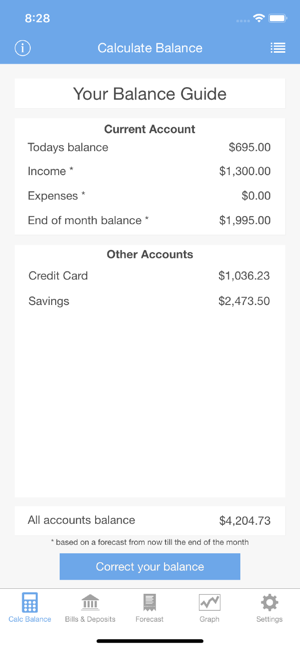 8:28
Calculate Balance
Your Balance Guide
Current Account
Todays balance $695.00
Income * $1,300.00
Expenses * $0.00
End of month balance * $1,995.00
Other Accounts
Credit Card $1,036.23
Savings $2,473.50
All accounts balance $4,204.73
* based on a forecast from now till the end of the month
Correct your balance
Calc Balance Bills & Deposits Forecast Graph Settings